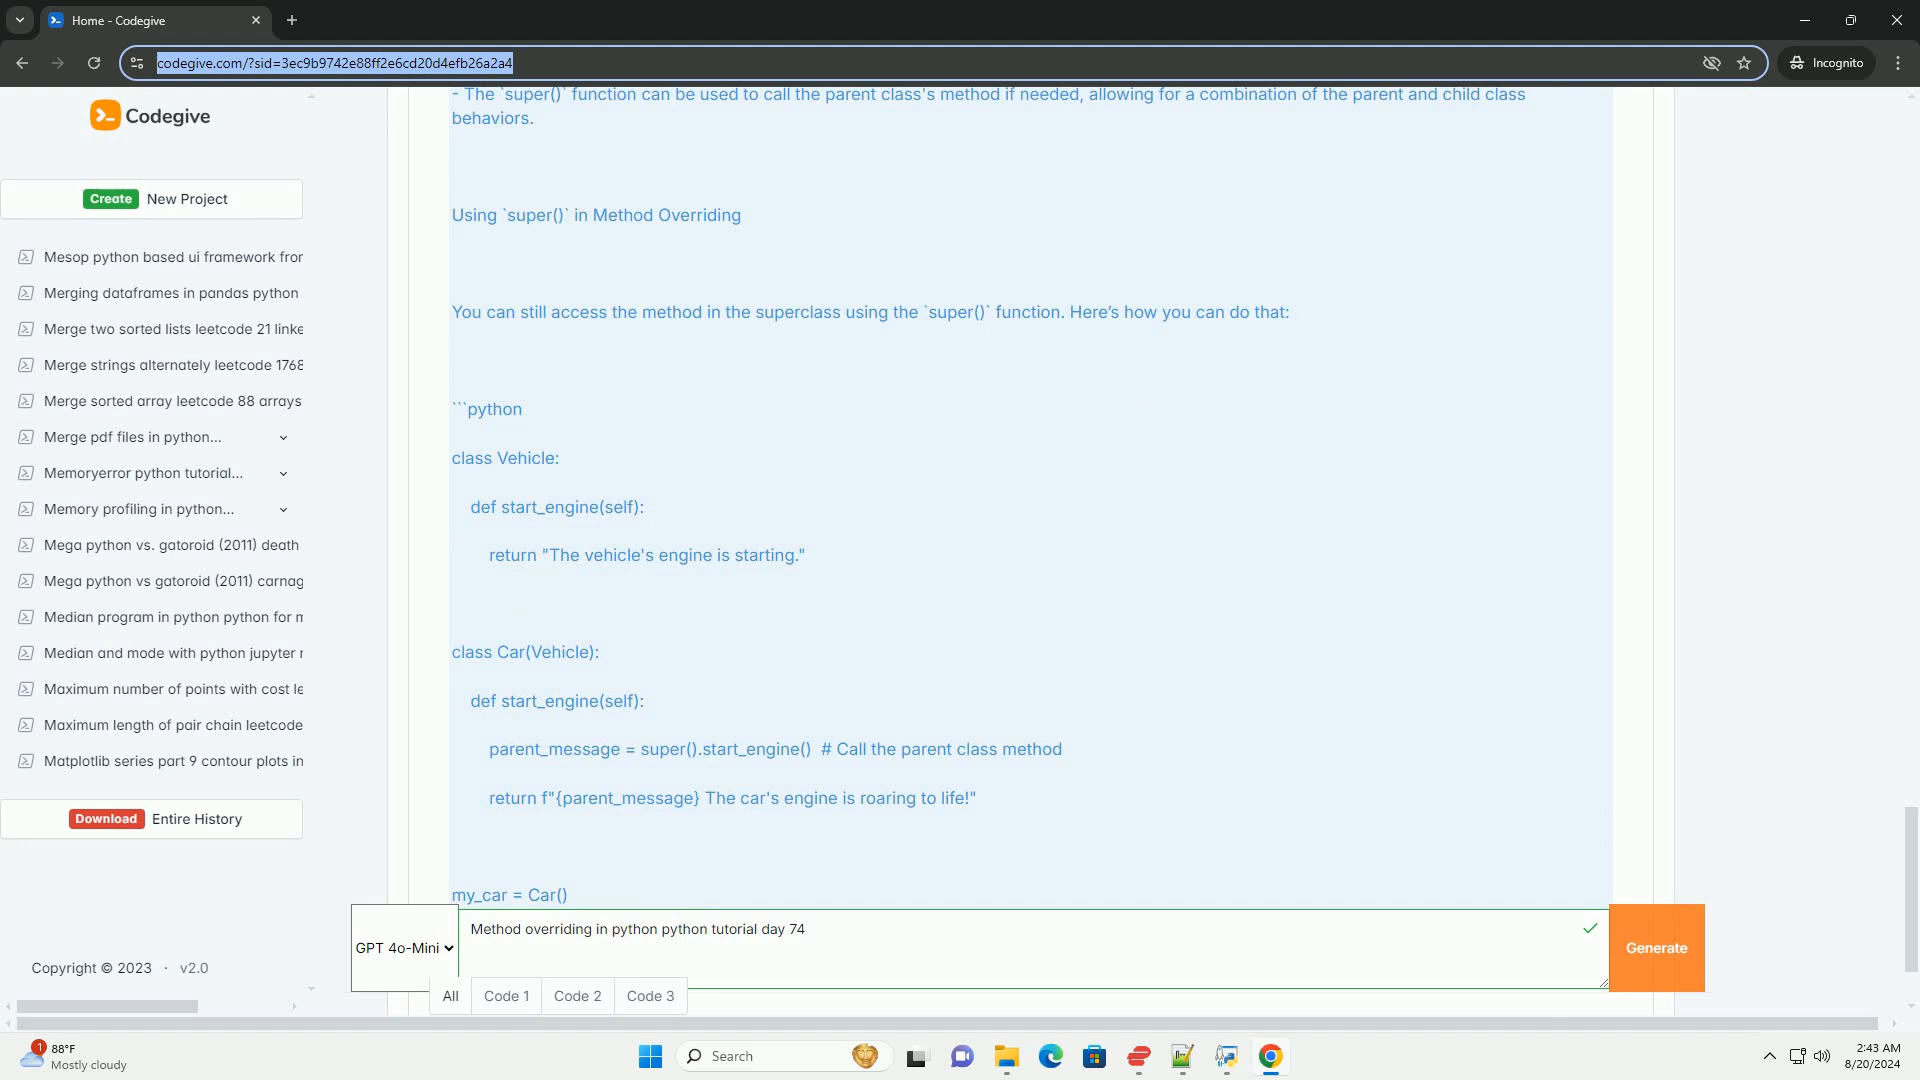 Home - Codegive
codegive.com/?sid=3ec9b9742e88ff2e6cd20d4efb26a2a4
Incognito
Codegive
Create New Project
Mesop python based ui framework fror
Merging dataframes in pandas python
Merge two sorted lists leetcode 21 linke
Merge strings alternately leetcode 1768
Merge sorted array leetcode 88 arrays
Merge pdf files in python...
Memoryerror python tutorial...
Memory profiling in python...
Mega python vs. gatoroid (2011) death
Mega python vs gatoroid (2011) carnag
Median program in python python for m
Median and mode with python jupyter r
Maximum number of points with cost le
Maximum length of pair chain leetcode
Matplotlib series part 9 contour plots in
Download Entire History
Copyright © 2023 · v2.0
- The `super()` function can be used to call the parent class's method if needed, allowing for a combination of the parent and child class
behaviors.
Using `super()` in Method Overriding
You can still access the method in the superclass using the `super()` function. Here’s how you can do that:
```python
class Vehicle:
def start_engine(self):
return "The vehicle's engine is starting."
class Car(Vehicle):
def start_engine(self):
parent_message = super().start_engine()  # Call the parent class method
return f"{parent_message} The car's engine is roaring to life!"
my_car = Car()
GPT 4o-Mini
Method overriding in python python tutorial day 74
Generate
All Code 1 Code 2 Code 3
1
88°F
Mostly cloudy
Search
2:43 AM
8/20/2024